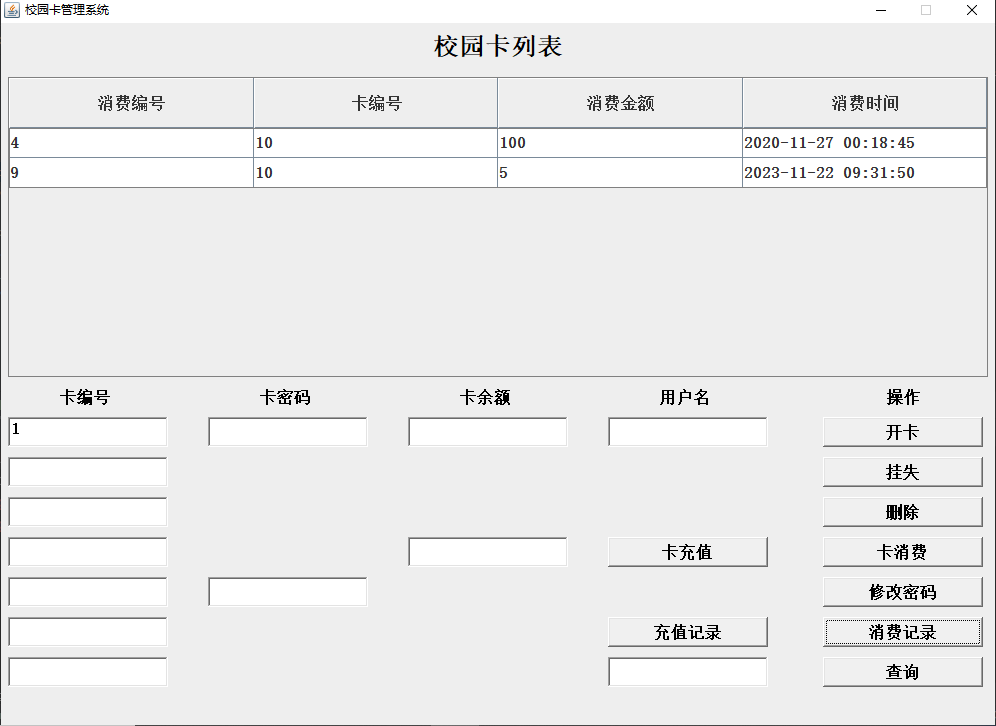 校园卡管理系统
校园卡列表
消费编号 卡编号 消费金额 消费时间
4 10 100 2020-11-27 00:18:45
9 10 5 2023-11-22 09:31:50
卡编号 卡密码 卡余额 用户名 操作
1 开卡
挂失
删除
卡充值 卡消费
修改密码
充值记录 消费记录
查询